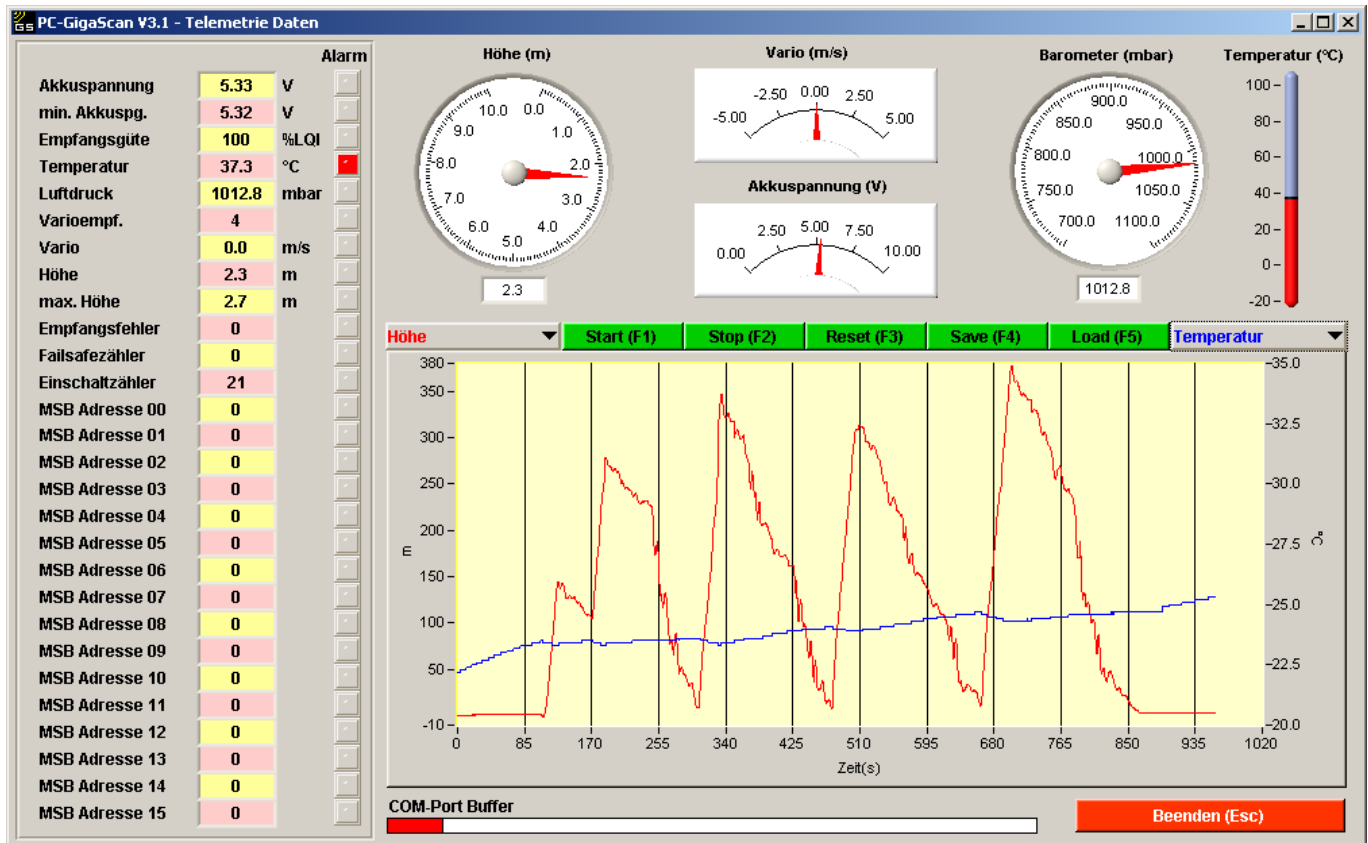 PC-GigaScan V3.1 - Telemetrie Daten
Alarm
Akkuspannung 5.33 V
min. Akkuspg. 5.32 V
Empfangsgüte 100 %LQI
Temperatur 37.3 °C
Luftdruck 1012.8 mbar
Varioempf. 4
Vario 0.0 m/s
Höhe 2.3 m
max. Höhe 2.7 m
Empfangsfehler 0
Failsafezähler 0
Einschaltzähler 21
MSB Adresse 00 0
MSB Adresse 01 0
MSB Adresse 02 0
MSB Adresse 03 0
MSB Adresse 04 0
MSB Adresse 05 0
MSB Adresse 06 0
MSB Adresse 07 0
MSB Adresse 08 0
MSB Adresse 09 0
MSB Adresse 10 0
MSB Adresse 11 0
MSB Adresse 12 0
MSB Adresse 13 0
MSB Adresse 14 0
MSB Adresse 15 0
Höhe (m)
0.0
1.0
2.0
3.0
4.0
5.0
6.0
7.0
8.0
9.0
10.0
2.3
Vario (m/s)
-5.00 -2.50 0.00 2.50 5.00
Akkuspannung (V)
0.00 2.50 5.00 7.50 10.00
Barometer (mbar)
700.0
750.0
800.0
850.0
900.0
950.0
1000.0
1050.0
1100.0
1012.8
Temperatur (°C)
100
80
60
40
20
0
-20
Höhe Start (F1) Stop (F2) Reset (F3) Save (F4) Load (F5) Temperatur
380
350
300
250
200
150
100
50
-10
m
35.0
32.5
30.0
27.5
25.0
22.5
20.0
°C
0 85 170 255 340 425 510 595 680 765 850 935 1020
Zeit(s)
COM-Port Buffer
Beenden (Esc)